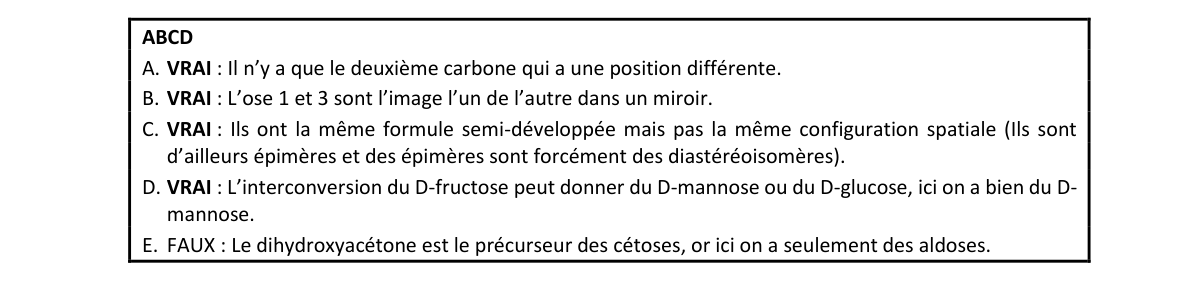 ABCD
A. VRAI : Il n’y a que le deuxième carbone qui a une position différente.
B. VRAI : L’ose 1 et 3 sont l’image l’un de l’autre dans un miroir.
C. VRAI : Ils ont la même formule semi-développée mais pas la même configuration spatiale (Ils sont
d’ailleurs épimères et des épimères sont forcément des diastéréoisomères).
D. VRAI : L’interconversion du D-fructose peut donner du D-mannose ou du D-glucose, ici on a bien du D-
mannose.
E. FAUX : Le dihydroxyacétone est le précurseur des cétoses, or ici on a seulement des aldoses.